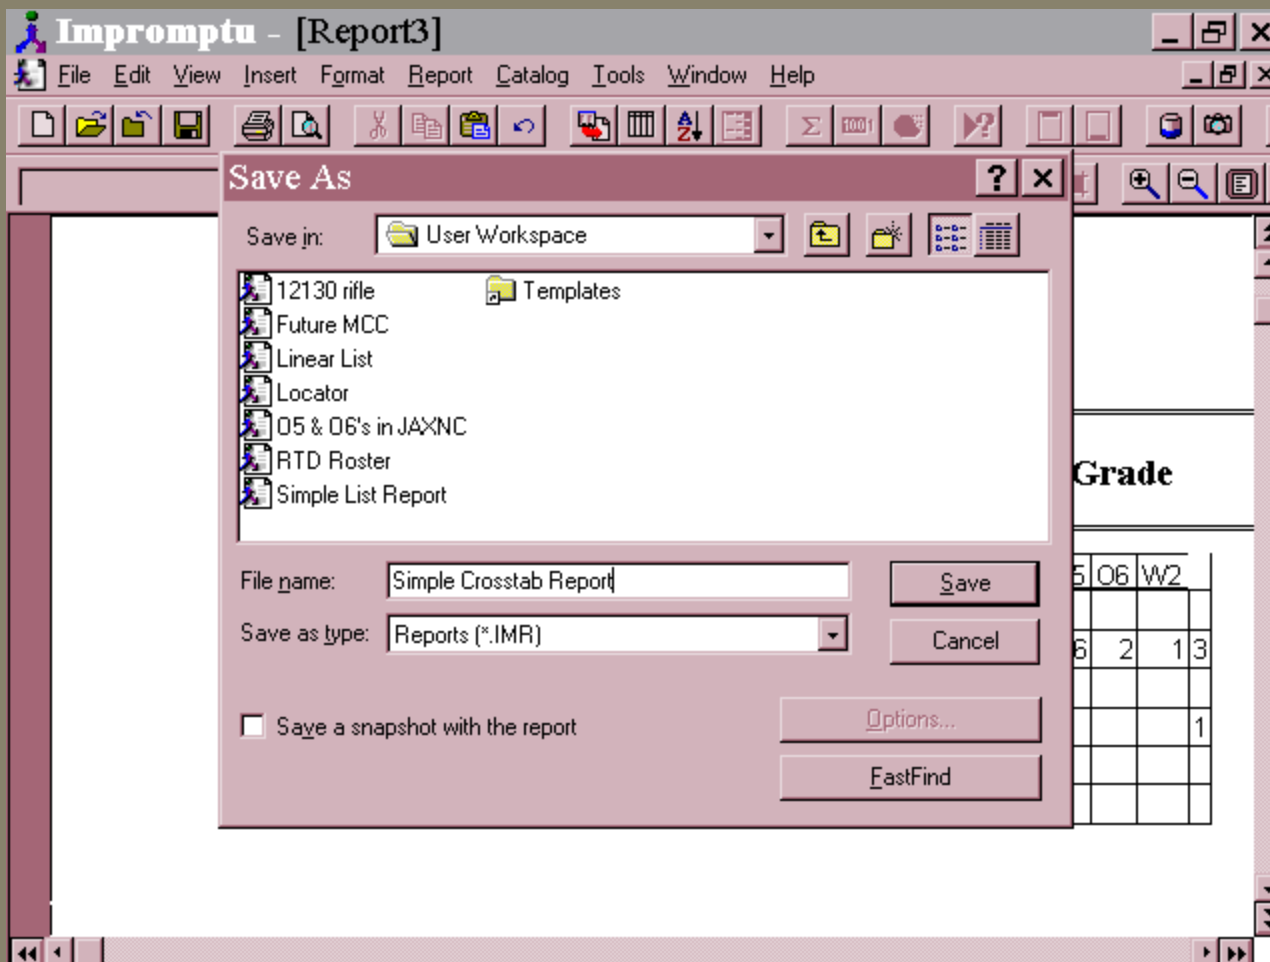 Impromptu - [Report3]
File Edit View Insert Format Report Catalog Tools Window Help
Save As
Save in: User Workspace
12130 rifle Templates
Future MCC
Linear List
Locator
O5 & O6's in JAXNC
RTD Roster
Simple List Report
Grade
File name: Simple Crosstab Report Save
5 O6 W2
Save as type: Reports (*.IMR) Cancel
6 2 1 3
Save a snapshot with the report Options...
1
FastFind